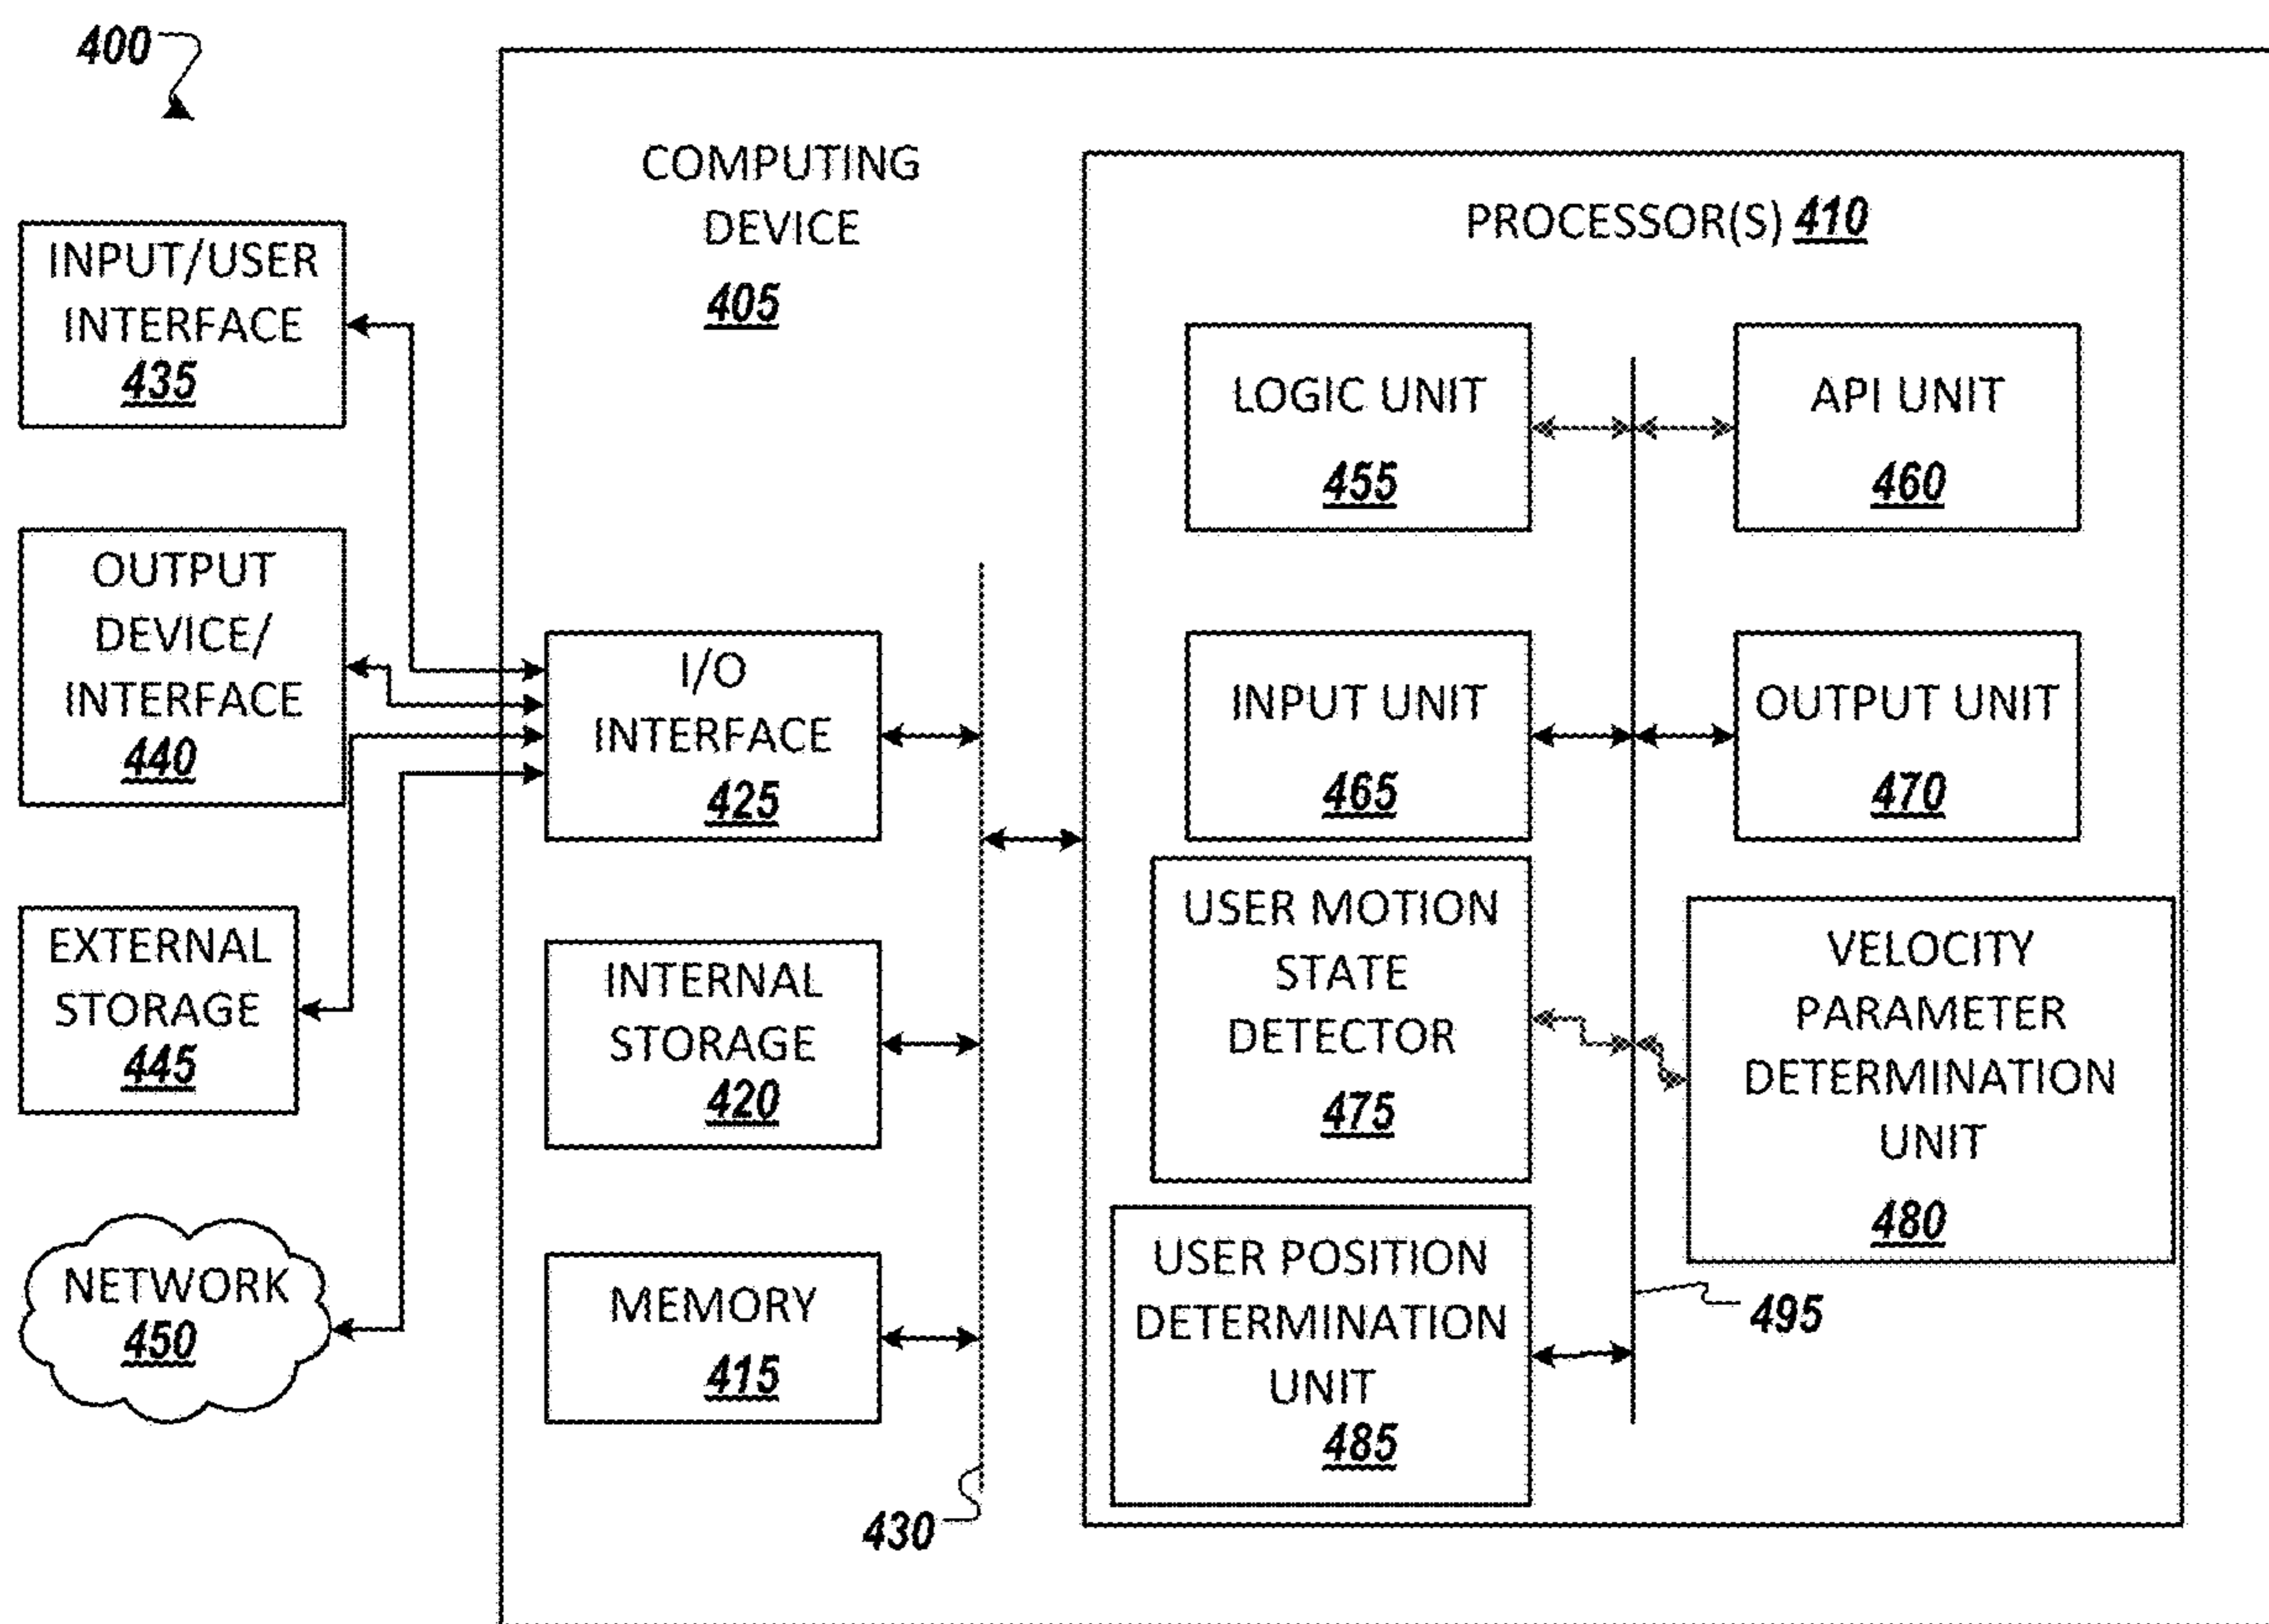 400
COMPUTING
DEVICE
405
PROCESSOR(S) 410
INPUT/USER
INTERFACE
435
OUTPUT
DEVICE/
INTERFACE
440
EXTERNAL
STORAGE
445
NETWORK
450
I/O
INTERFACE
425
INTERNAL
STORAGE
420
MEMORY
415
430
LOGIC UNIT
455
API UNIT
460
INPUT UNIT
465
OUTPUT UNIT
470
USER MOTION
STATE
DETECTOR
475
VELOCITY
PARAMETER
DETERMINATION
UNIT
480
USER POSITION
DETERMINATION
UNIT
485
495